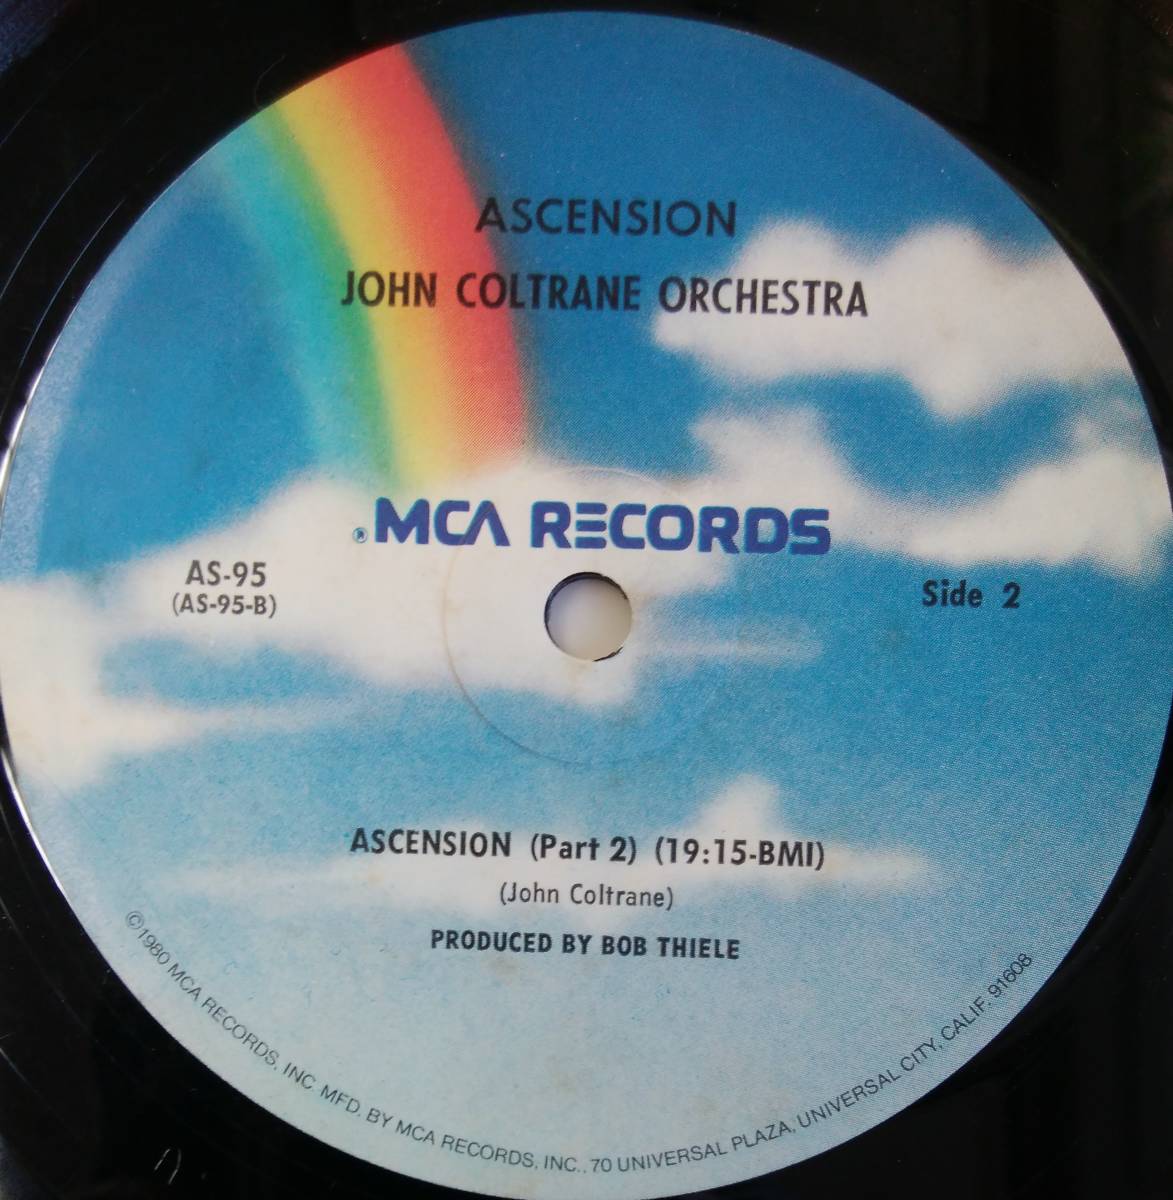 ASCENSION
JOHN COLTRANE ORCHESTRA
® MCA RECORDS
AS-95
(AS-95-B)
Side 2
ASCENSION (Part 2) (19:15-BMI)
(John Coltrane)
PRODUCED BY BOB THIELE
©1980 MCA RECORDS, INC. MFD. BY MCA RECORDS, INC., 70 UNIVERSAL PLAZA, UNIVERSAL CITY, CALIF. 91608